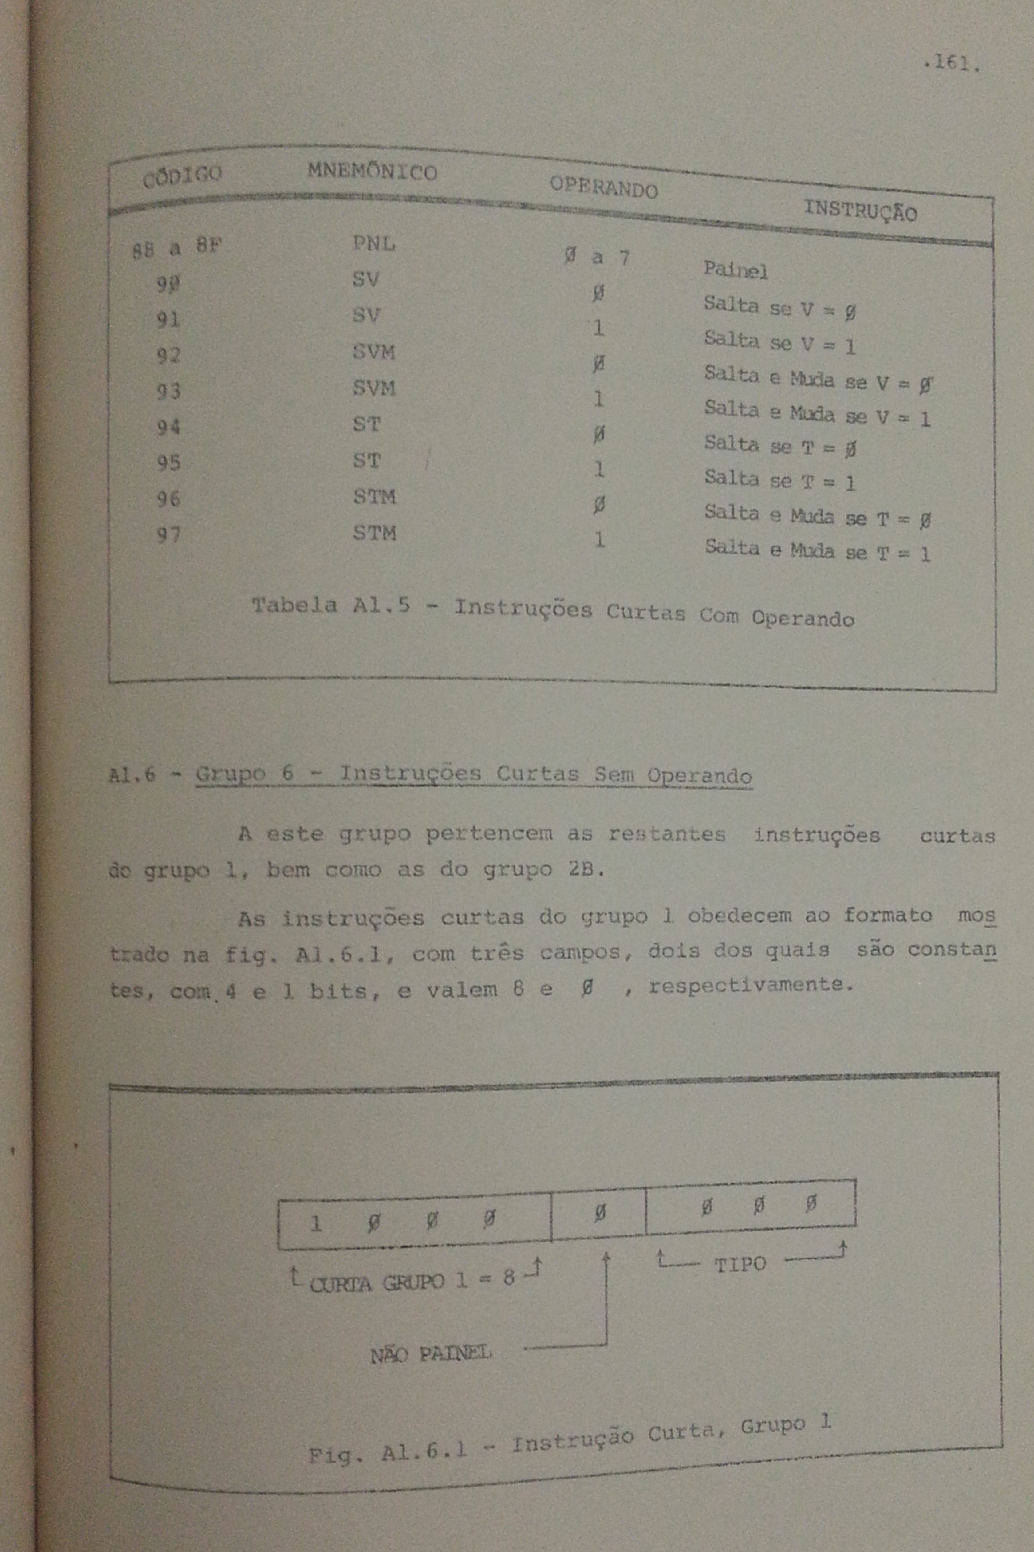 .161.
CÓDIGO MNEMÔNICO OPERANDO INSTRUÇÃO
88 a 8F PNL Ø a 7 Painel
9Ø SV Ø Salta se V = Ø
91 SV 1 Salta se V = 1
92 SVM Ø Salta e Muda se V = Ø
93 SVM 1 Salta e Muda se V = 1
94 ST Ø Salta se T = Ø
95 ST 1 Salta se T = 1
96 STM Ø Salta e Muda se T = Ø
97 STM 1 Salta e Muda se T = 1
Tabela A1.5 - Instruções Curtas Com Operando
A1.6 - Grupo 6 - Instruções Curtas Sem Operando
A este grupo pertencem as restantes instruções curtas
do grupo 1, bem como as do grupo 2B.
As instruções curtas do grupo 1 obedecem ao formato mos
trado na fig. A1.6.1, com três campos, dois dos quais são constan
tes, com 4 e 1 bits, e valem 8 e Ø , respectivamente.
1 Ø Ø Ø Ø Ø Ø Ø
CURTA GRUPO 1 = 8 TIPO
NÃO PAINEL
Fig. A1.6.1 - Instrução Curta, Grupo 1